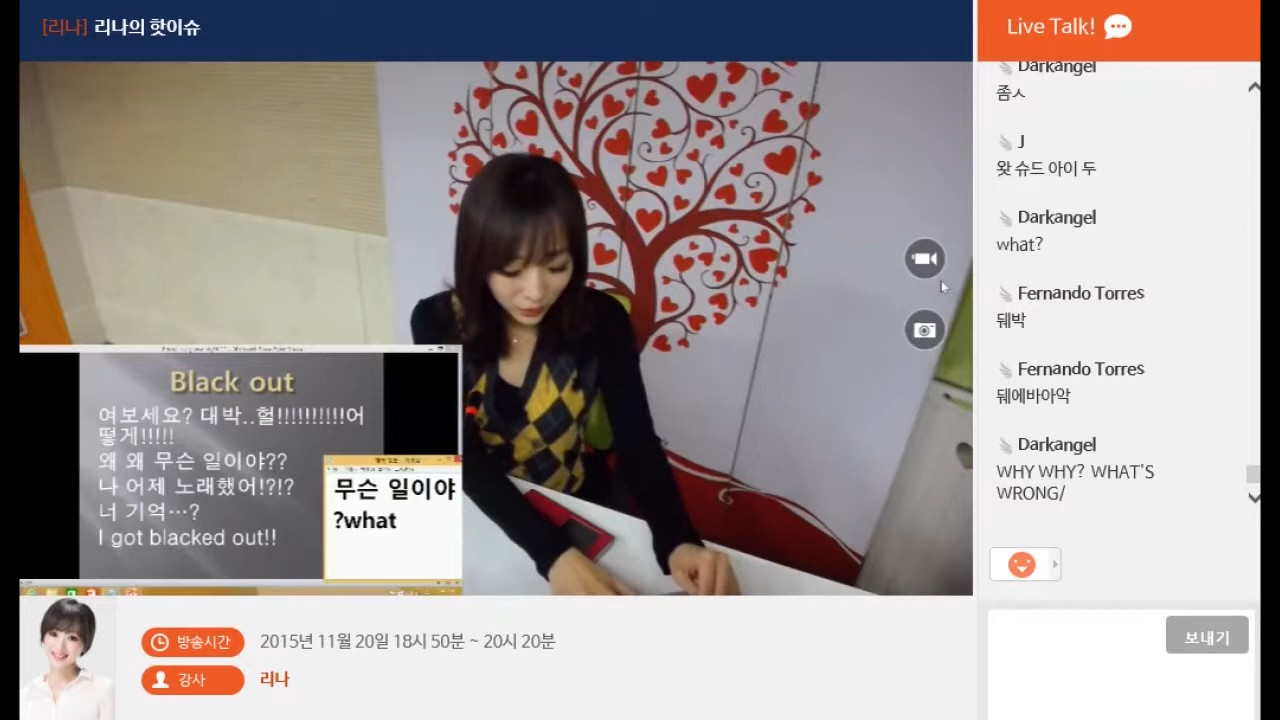 [리나] 리나의 핫이슈
Live Talk!
Darkangel
좀ㅅ
J
왓 슈드 아이 두
Darkangel
what?
Fernando Torres
뒈박
Fernando Torres
뒈에바아악
Darkangel
WHY WHY? WHAT'S
WRONG/
Black out
여보세요? 대박..헐!!!!!!!!!!어
떻게!!!!!
왜 왜 무슨 일이야??
나 어제 노래했어!?!?
너 기억…?
I got blacked out!!
무슨 일이야
?what
방송시간 2015년 11월 20일 18시 50분 ~ 20시 20분
강사 리나
보내기